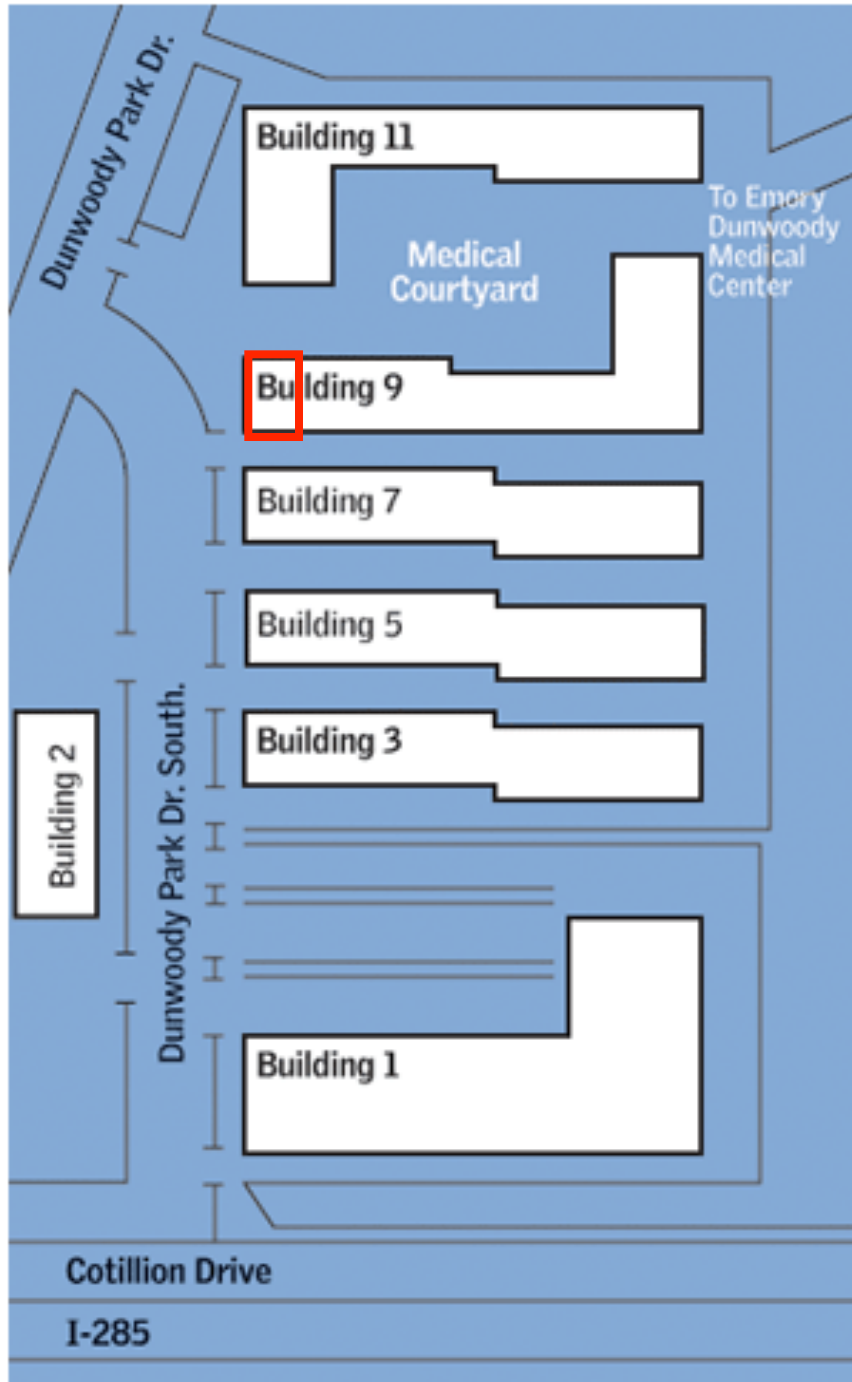 Dunwoody Park Dr.
Building 11
To Emory
Dunwoody
Medical
Center
Medical
Courtyard
Building 9
Building 7
Building 5
Building 3
Building 2
Dunwoody Park Dr. South.
Building 1
Cotillion Drive
I-285